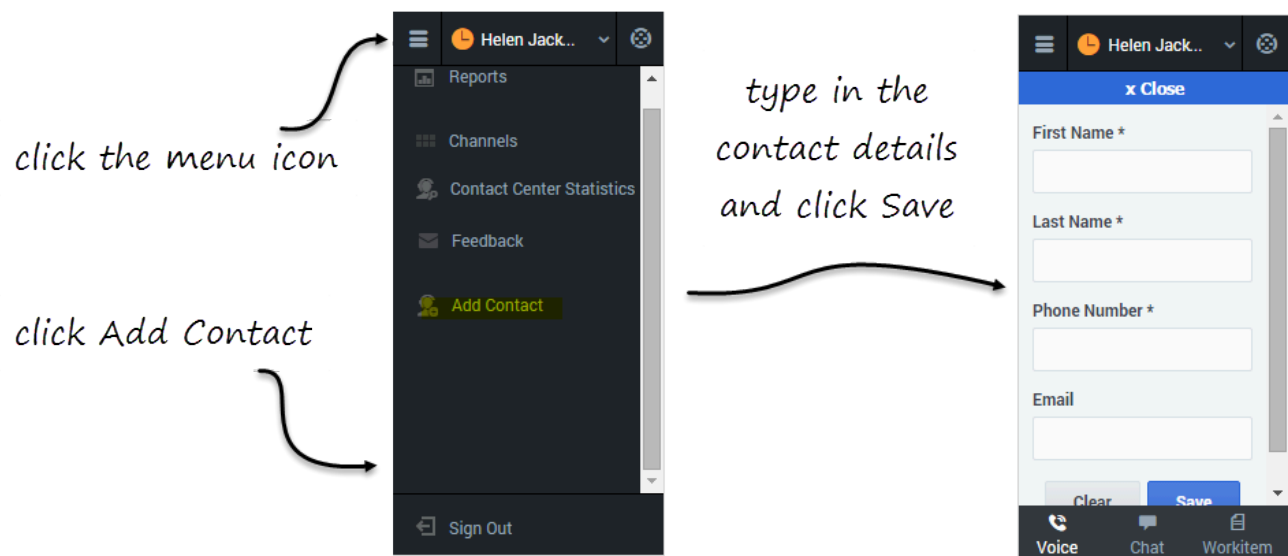 click the menu icon
click Add Contact
Helen Jack...
Reports
Channels
Contact Center Statistics
Feedback
Add Contact
Sign Out
type in the
contact details
and click Save
Helen Jack...
x Close
First Name *
Last Name *
Phone Number *
Email
Clear Save
Voice Chat Workitem